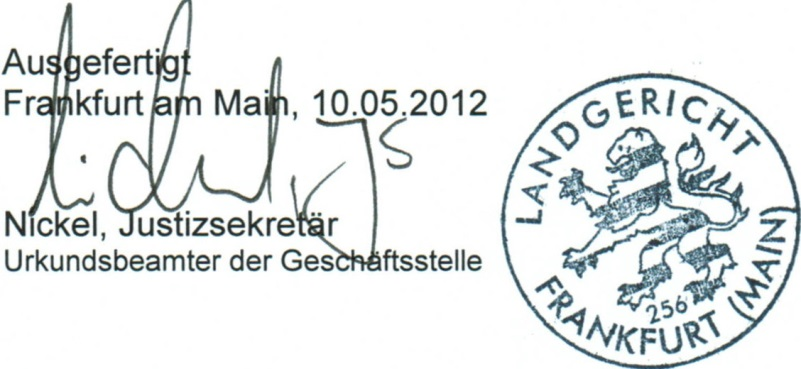 Ausgefertigt
Frankfurt am Main, 10.05.2012
Nickel, Justizsekretär
Urkundsbeamter der Geschäftsstelle
LANDGERICHT
256
FRANKFURT (MAIN)